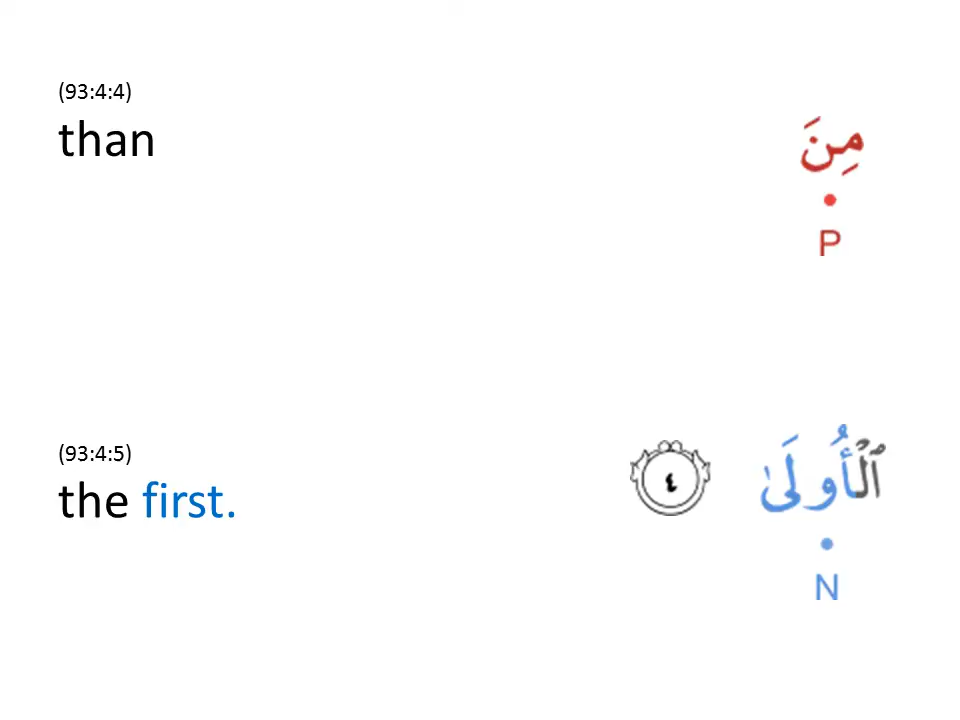 (93:4:4)
than
مِنَ
P
(93:4:5)
the first.
ٱلْأُولَىٰ ٤
N